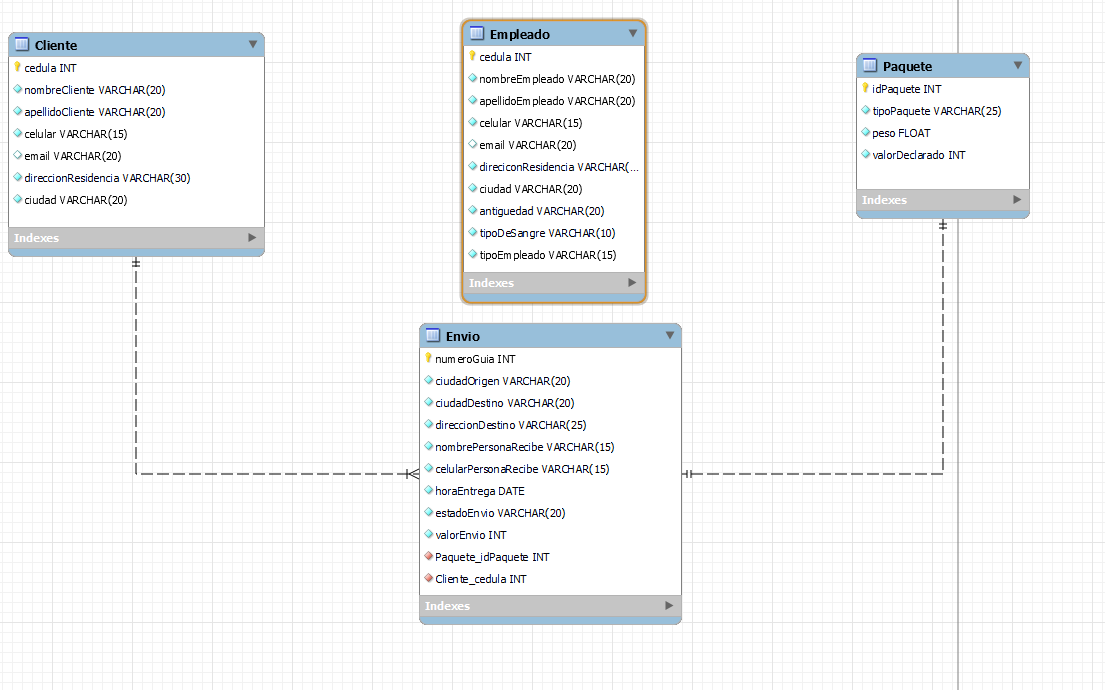 Cliente
cedula INT
nombreCliente VARCHAR(20)
apellidoCliente VARCHAR(20)
celular VARCHAR(15)
email VARCHAR(20)
direccionResidencia VARCHAR(30)
ciudad VARCHAR(20)
Indexes
Empleado
cedula INT
nombreEmpleado VARCHAR(20)
apellidoEmpleado VARCHAR(20)
celular VARCHAR(15)
email VARCHAR(20)
direciconResidencia VARCHAR(...
ciudad VARCHAR(20)
antiguedad VARCHAR(20)
tipoDeSangre VARCHAR(10)
tipoEmpleado VARCHAR(15)
Indexes
Paquete
idPaquete INT
tipoPaquete VARCHAR(25)
peso FLOAT
valorDeclarado INT
Indexes
Envio
numeroGuia INT
ciudadOrigen VARCHAR(20)
ciudadDestino VARCHAR(20)
direccionDestino VARCHAR(25)
nombrePersonaRecibe VARCHAR(15)
celularPersonaRecibe VARCHAR(15)
horaEntrega DATE
estadoEnvio VARCHAR(20)
valorEnvio INT
Paquete_idPaquete INT
Cliente_cedula INT
Indexes